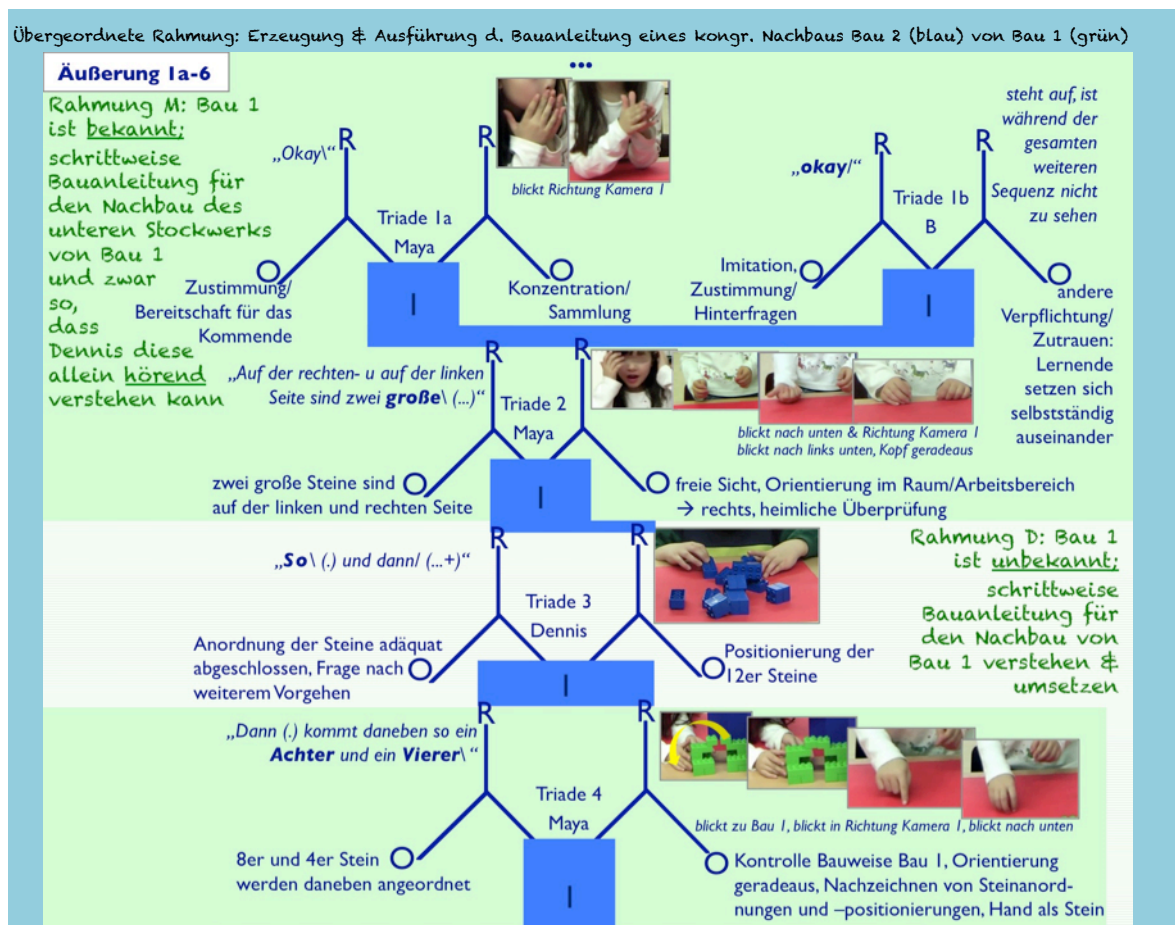 Übergeordnete Rahmung: Erzeugung & Ausführung d. Bauanleitung eines kongr. Nachbaus Bau 2 (blau) von Bau 1 (grün)
Äußerung 1a-6
...
Rahmung M: Bau 1
ist bekannt;
schrittweise
Bauanleitung für
den Nachbau des
unteren Stockwerks
von Bau 1
und zwar
so,
dass
Dennis diese
allein hörend
verstehen kann
„Okay\“
R
R
blickt Richtung Kamera 1
Triade 1a
Maya
Zustimmung/
Bereitschaft für das
Kommende
Konzentration/
Sammlung
I
„okay/“
R
R
steht auf, ist
während der
gesamten
weiteren
Sequenz nicht
zu sehen
Triade 1b
B
Imitation,
Zustimmung/
Hinterfragen
I
andere
Verpflichtung/
Zutrauen:
Lernende
setzen sich
selbstständig
auseinander
R
R
„Auf der rechten- u auf der linken
Seite sind zwei große\ (...)“
Triade 2
Maya
blickt nach unten & Richtung Kamera 1
blickt nach links unten, Kopf geradeaus
zwei große Steine sind
auf der linken und rechten Seite
I
freie Sicht, Orientierung im Raum/Arbeitsbereich
→ rechts, heimliche Überprüfung
R
R
„So\ (.) und dann/ (...+)“
Triade 3
Dennis
Anordnung der Steine adäquat
abgeschlossen, Frage nach
weiterem Vorgehen
I
Positionierung der
12er Steine
Rahmung D: Bau 1
ist unbekannt;
schrittweise
Bauanleitung für
den Nachbau von
Bau 1 verstehen &
umsetzen
R
R
„Dann (.) kommt daneben so ein
Achter und ein Vierer\ “
Triade 4
Maya
blickt zu Bau 1, blickt in Richtung Kamera 1, blickt nach unten
8er und 4er Stein
werden daneben angeordnet
I
Kontrolle Bauweise Bau 1, Orientierung
geradeaus, Nachzeichnen von Steinanord-
nungen und –positionierungen, Hand als Stein